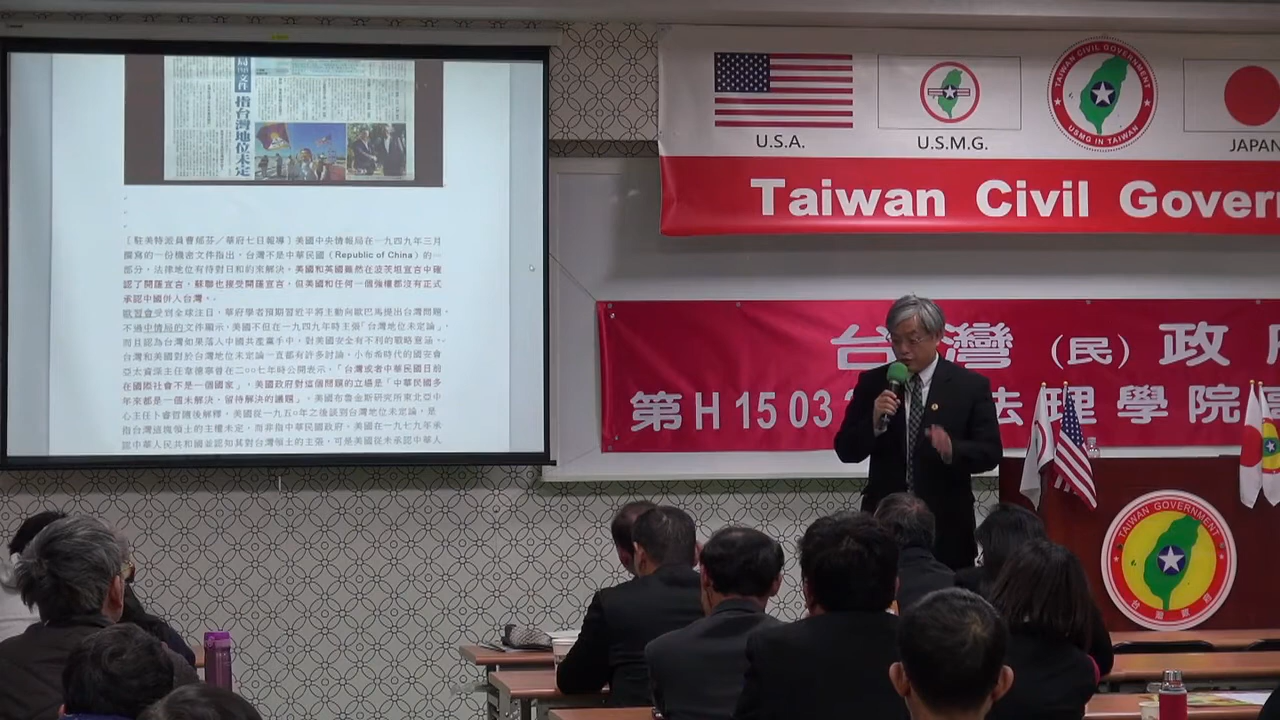 局文件
指台灣地位未定
［駐美特派員曹郁芬／華府七日報導］美國中央情報局在一九四九年三月
撰寫的一份機密文件指出，台灣不是中華民國（Republic of China）的一
部分，法律地位有待對日和約來解決。美國和英國雖然在波茨坦宣言中確
認了開羅宣言，蘇聯也接受開羅宣言，但美國和任何一個強權都沒有正式
承認中國併入台灣。
歐習會受到全球注目，華府學者預期習近平將主動向歐巴馬提出台灣問題，
不過中情局的文件顯示，美國不但在一九四九年時主張「台灣地位未定論」，
而且認為台灣如果落入中國共產黨手中，對美國安全有不利的戰略意涵。
台灣和美國對於台灣地位未定論一直都有許多討論，小布希時的國安會
亞太資深主任韋德寧曾在二○○七年時公開表示，「台灣或者中華民國目前
在國際社會不是一個國家」，美國政府對這個問題的立場是「中華民國多
年來都是一個未解決、留待解決的議題」。美國布魯金斯研究所東北亞中
心主任卜睿哲隨後解釋，美國從一九五○年之後談到台灣地位未定論，是
指台灣這塊領土的主權未定，而非指中華民國政府。美國在一九七九年承
認中華人民共和國並認知其對台灣領土的主張，可是美國從未承認中華人
U.S.A.
U.S.M.G.
TAIWAN CIVIL GOVERNMENT
USMG IN TAIWAN
JAPAN
Taiwan Civil Gover
台灣（民）政府
第H 15 03
法理學院
TAIWAN GOVERNMENT
台灣政府